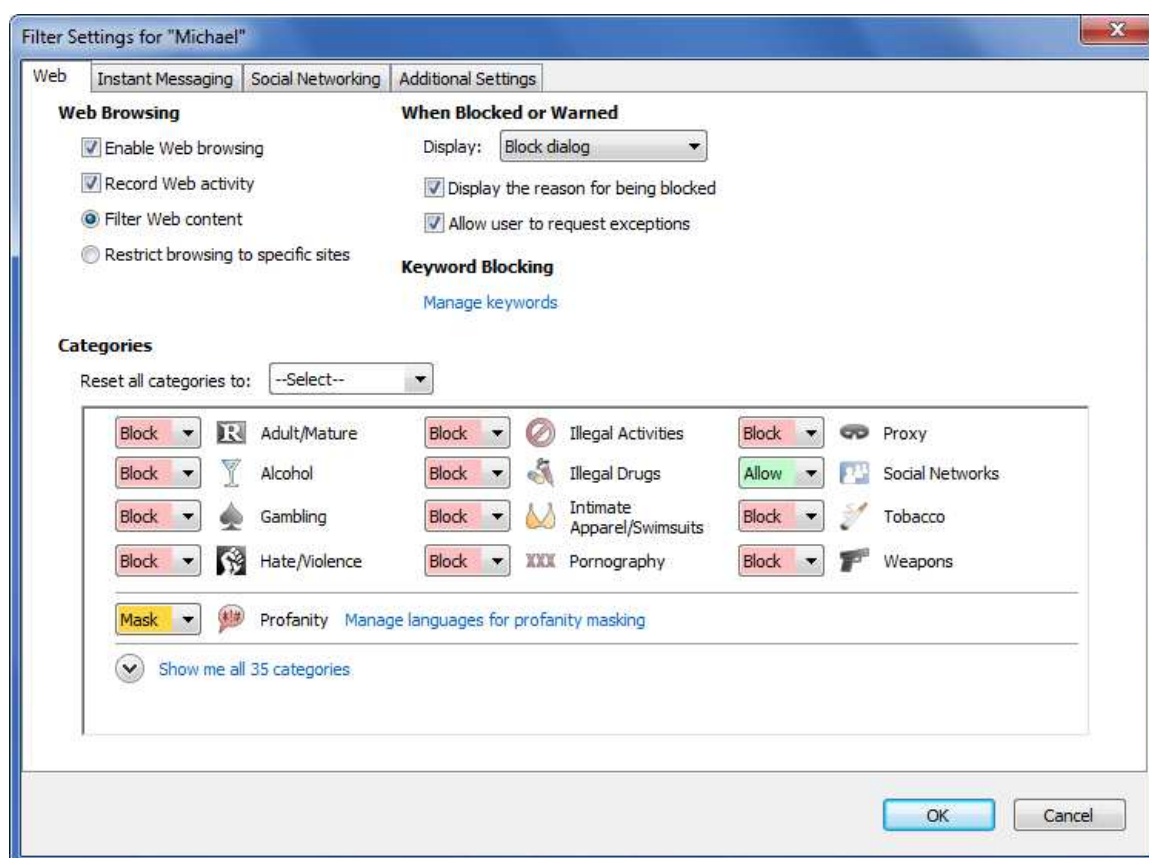 Filter Settings for "Michael"
X
Web Instant Messaging Social Networking Additional Settings
Web Browsing
Enable Web browsing
Record Web activity
Filter Web content
Restrict browsing to specific sites
When Blocked or Warned
Display: Block dialog
Display the reason for being blocked
Allow user to request exceptions
Keyword Blocking
Manage keywords
Categories
Reset all categories to: --Select--
Block R Adult/Mature Block Illegal Activities Block Proxy
Block Alcohol Block Illegal Drugs Allow Social Networks
Block Gambling Block Intimate
Apparel/Swimsuits Block Tobacco
Block Hate/Violence Block XXX Pornography Block Weapons
Mask *!# Profanity Manage languages for profanity masking
Show me all 35 categories
OK Cancel